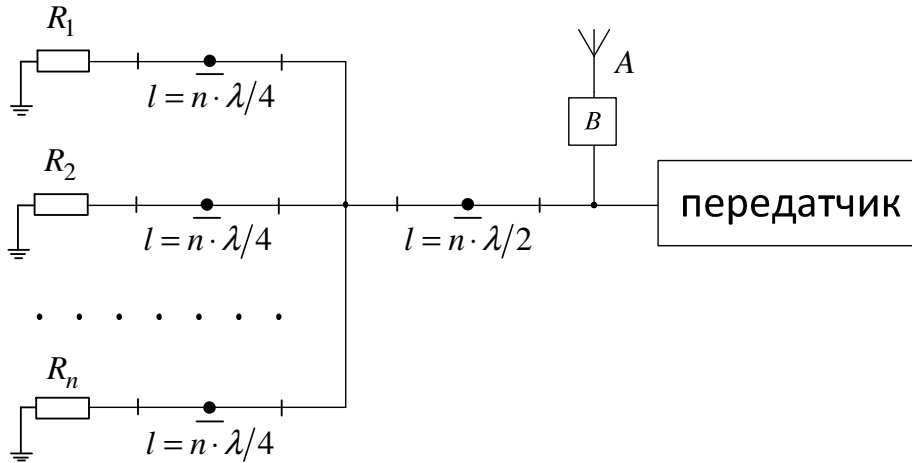 R₁
l = n · λ/4
A
B
R₂
l = n · λ/4
l = n · λ/2
передатчик
. . . . . . .
Rₙ
l = n · λ/4